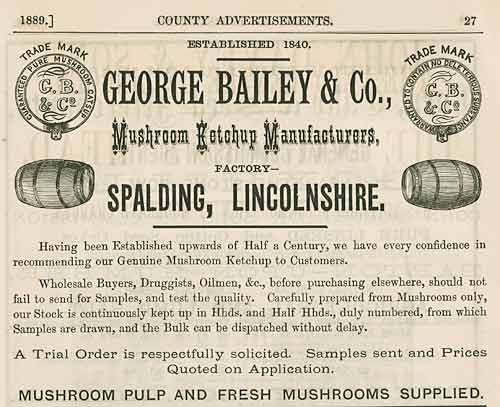 1889.] COUNTY ADVERTISEMENTS. 27
ESTABLISHED 1840.
TRADE MARK
GUARANTEED PURE MUSHROOM CATSUP
G. B.
& Co
TRADE MARK
WARRANTED TO CONTAIN NO DELETERIOUS SUBSTANCE
G. B.
& Co
GEORGE BAILEY & Co.,
Mushroom Ketchup Manufacturers,
FACTORY—
SPALDING, LINCOLNSHIRE.
Having been Established upwards of Half a Century, we have every confidence in
recommending our Genuine Mushroom Ketchup to Customers.
Wholesale Buyers, Druggists, Oilmen, &c., before purchasing elsewhere, should not
fail to send for Samples, and test the quality. Carefully prepared from Mushrooms only,
our Stock is continuously kept up in Hhds. and Half Hhds., duly numbered, from which
Samples are drawn, and the Bulk can be dispatched without delay.
A Trial Order is respectfully solicited. Samples sent and Prices
Quoted on Application.
MUSHROOM PULP AND FRESH MUSHROOMS SUPPLIED.